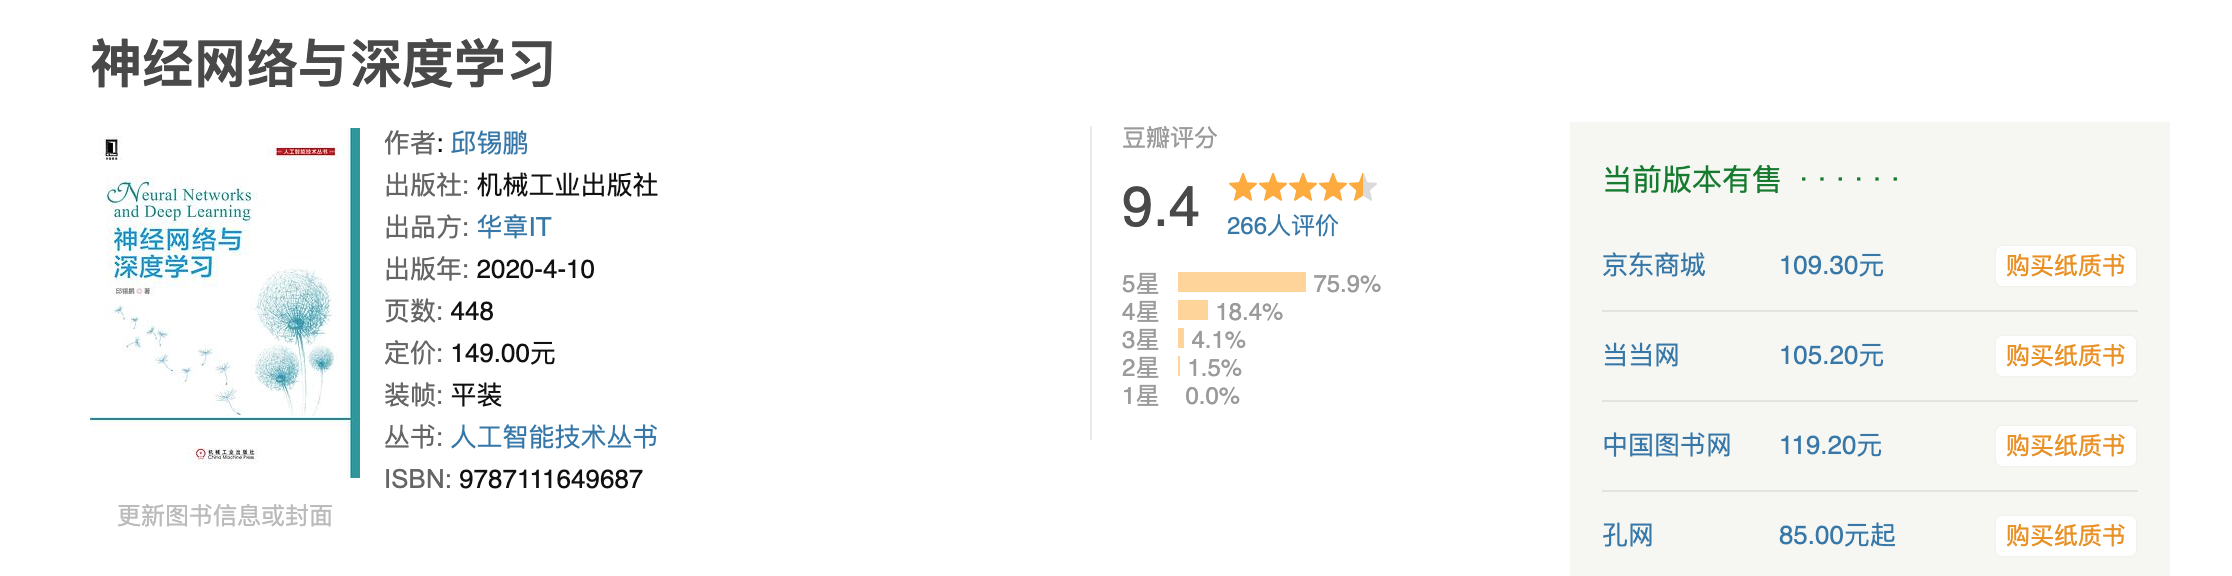 神经网络与深度学习
人工智能技术丛书
Neural Networks
and Deep Learning
神经网络与
深度学习
邱锡鹏 著
机械工业出版社
China Machine Press
更新图书信息或封面
作者: 邱锡鹏
出版社: 机械工业出版社
出品方: 华章IT
出版年: 2020-4-10
页数: 448
定价: 149.00元
装帧: 平装
丛书: 人工智能技术丛书
ISBN: 9787111649687
豆瓣评分
9.4
266人评价
5星 75.9%
4星 18.4%
3星 4.1%
2星 1.5%
1星 0.0%
当前版本有售 · · · · · ·
京东商城 109.30元 购买纸质书
当当网 105.20元 购买纸质书
中国图书网 119.20元 购买纸质书
孔网 85.00元起 购买纸质书